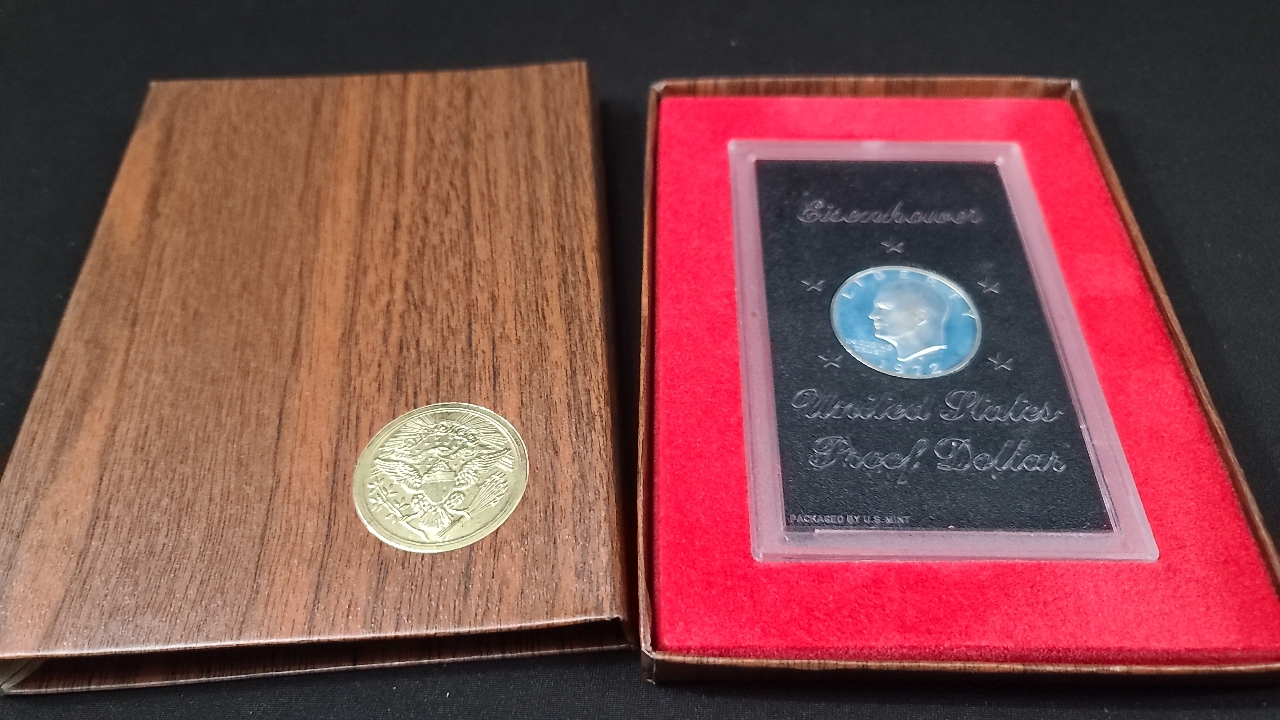 Eisenhower
LIBERTY
1972
United States
Proof Dollar
PACKAGED BY U.S. MINT